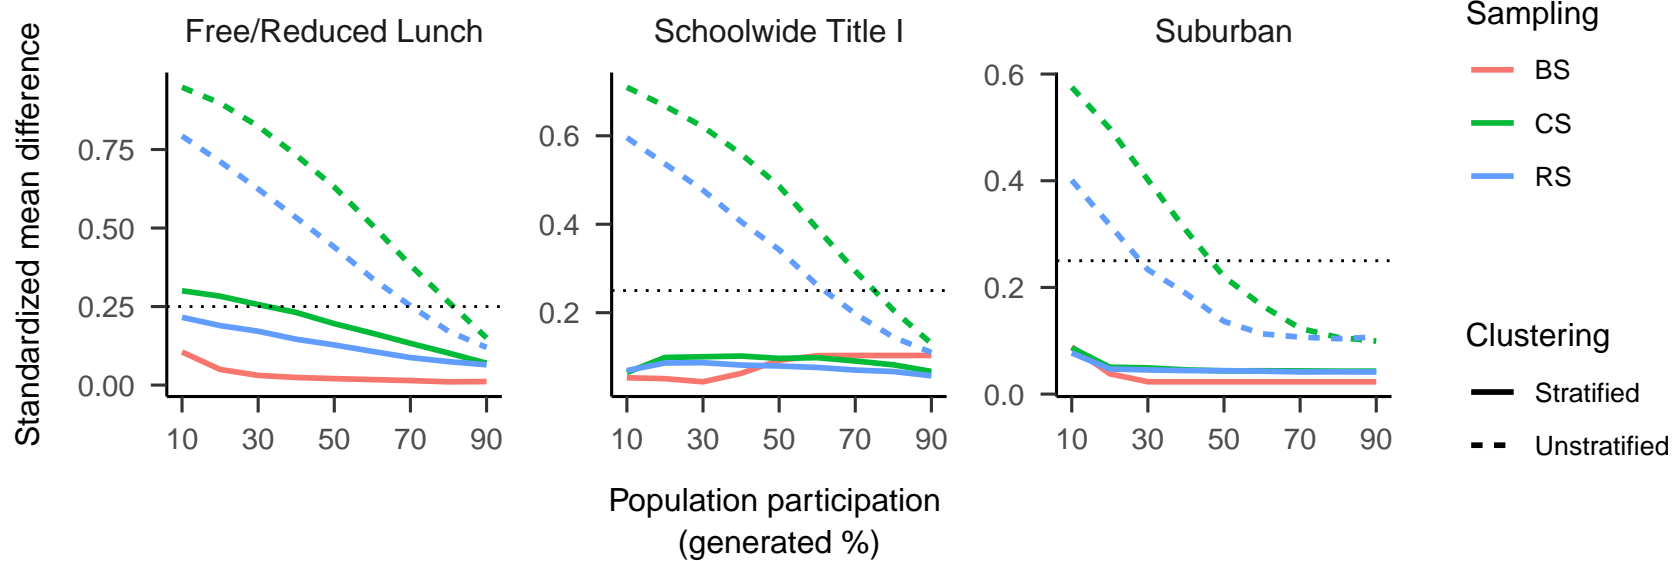 Free/Reduced Lunch
Schoolwide Title I
Suburban
Standardized mean difference
0.75
0.50
0.25
0.00
10 30 50 70 90
0.6
0.4
0.2
10 30 50 70 90
0.6
0.4
0.2
0.0
10 30 50 70 90
Population participation
(generated %)
Sampling
BS
CS
RS
Clustering
Stratified
Unstratified